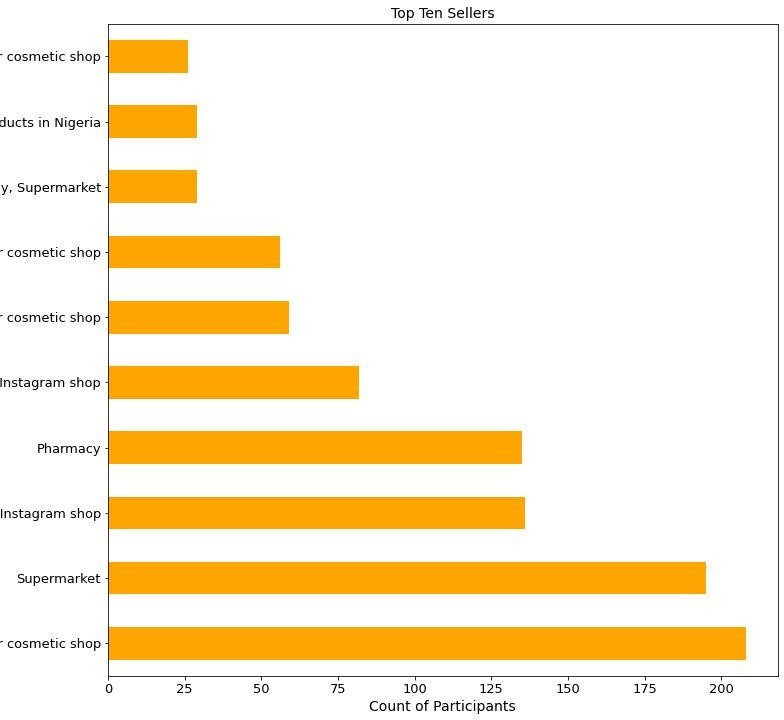 Top Ten Sellers
r cosmetic shop
ducts in Nigeria
y, Supermarket
r cosmetic shop
r cosmetic shop
Instagram shop
Pharmacy
Instagram shop
Supermarket
r cosmetic shop
0 25 50 75 100 125 150 175 200
Count of Participants